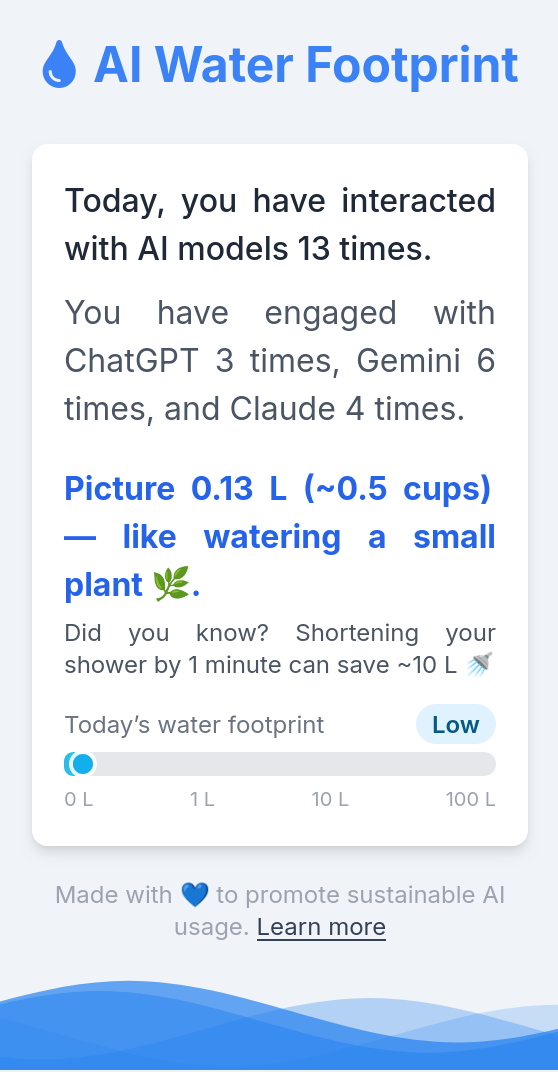 💧 AI Water Footprint
Today, you have interacted
with AI models 13 times.
You have engaged with
ChatGPT 3 times, Gemini 6
times, and Claude 4 times.
Picture 0.13 L (~0.5 cups)
— like watering a small
plant 🌿.
Did you know? Shortening your
shower by 1 minute can save ~10 L 🚿
Today’s water footprint Low
0 L 1 L 10 L 100 L
Made with 💙 to promote sustainable AI
usage. Learn more